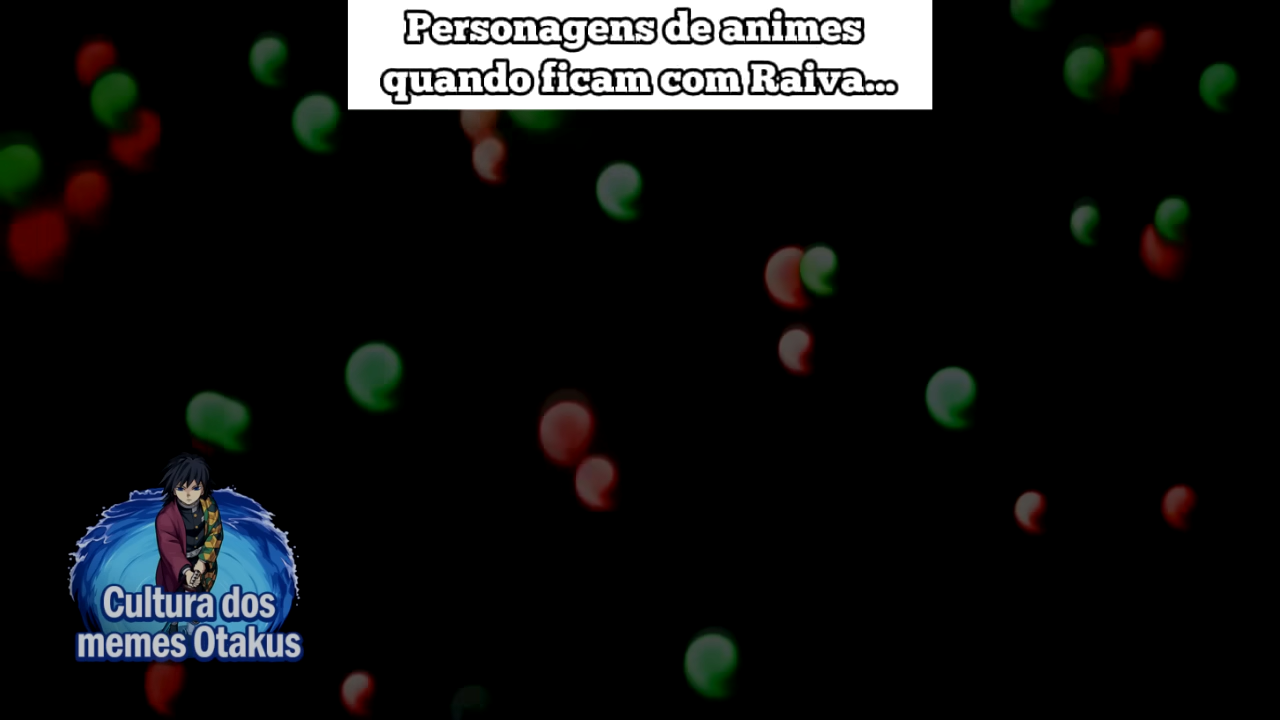 Personagens de animes
quando ficam com Raiva...
Cultura dos
memes Otakus